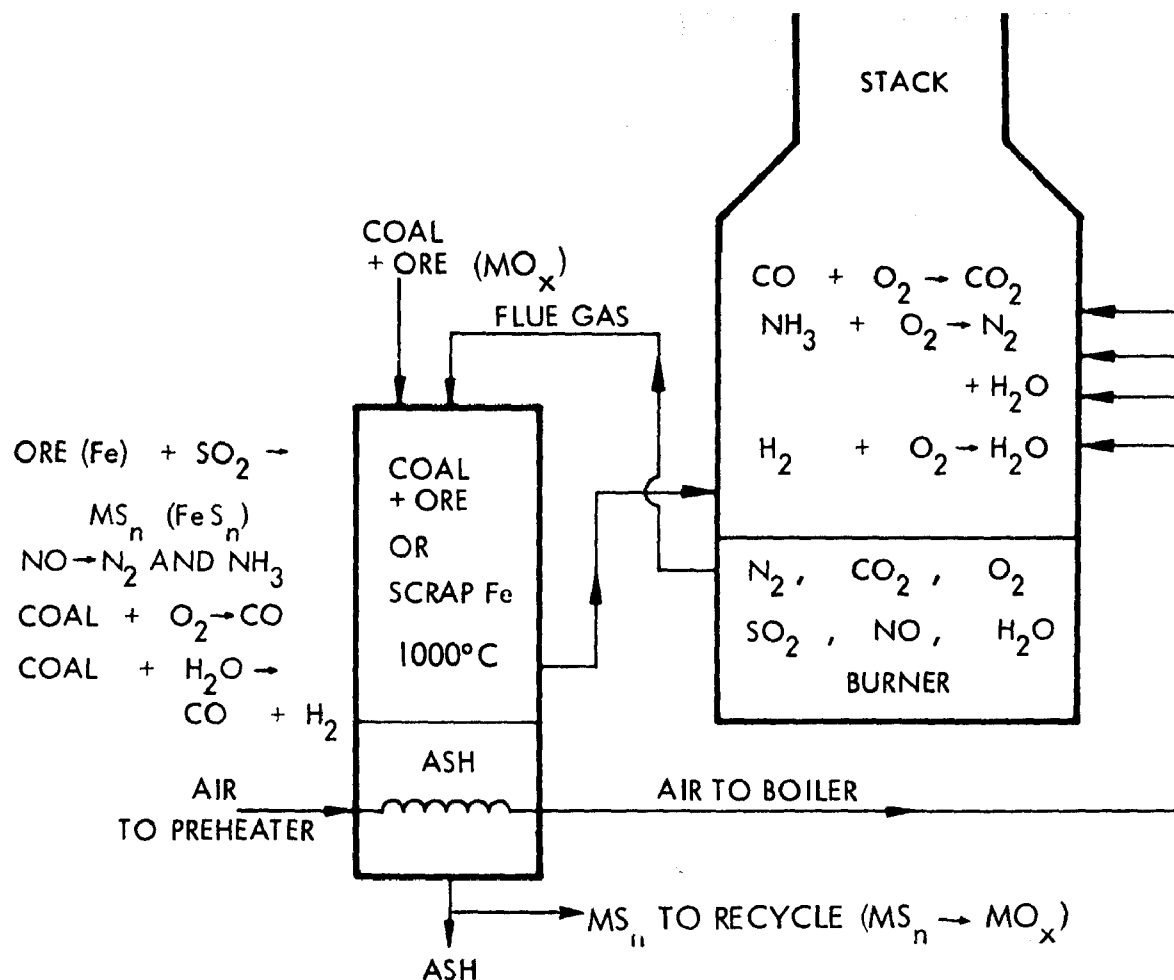 STACK
COAL
+ ORE (MOₓ)
FLUE GAS
CO + O₂ → CO₂
NH₃ + O₂ → N₂
+ H₂O
H₂ + O₂ → H₂O
ORE (Fe) + SO₂ →
MSₙ (FeSₙ)
NO → N₂ AND NH₃
COAL + O₂ → CO
COAL + H₂O →
CO + H₂
COAL
+ ORE
OR
SCRAP Fe
1000°C
N₂, CO₂, O₂
SO₂, NO, H₂O
BURNER
ASH
AIR
TO PREHEATER
AIR TO BOILER
MSₙ TO RECYCLE (MSₙ → MOₓ)
ASH